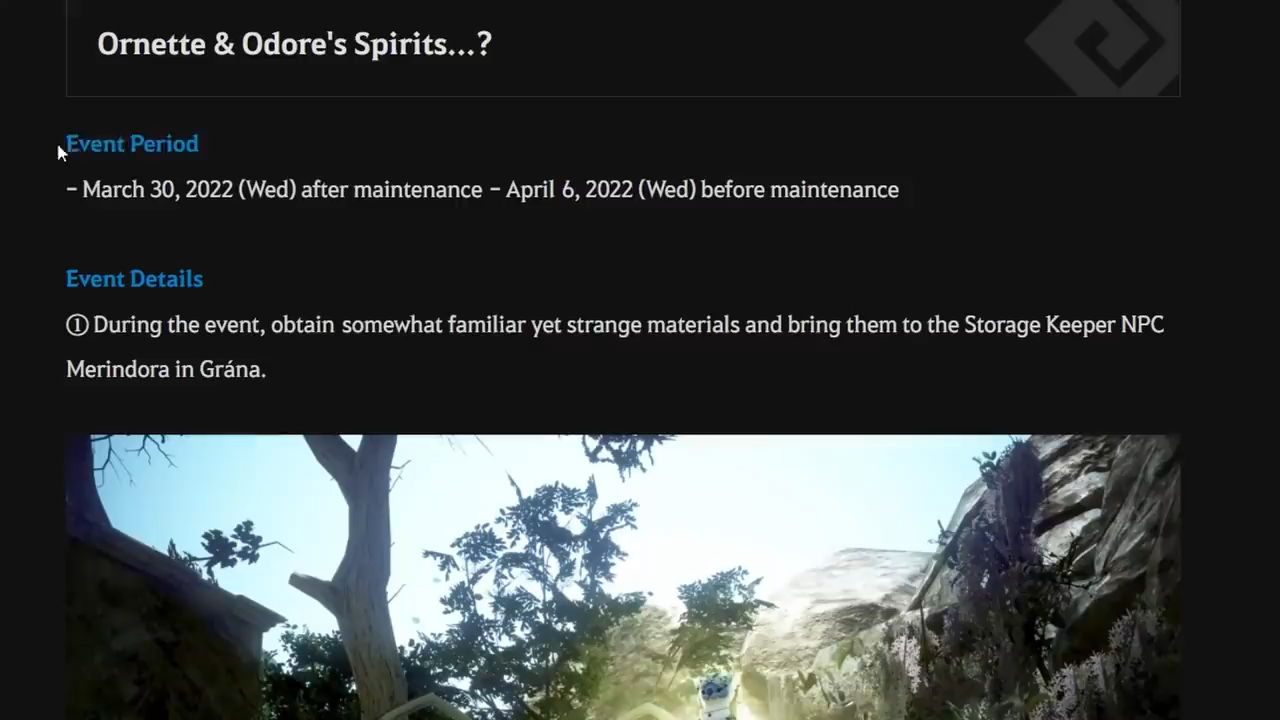 Ornette & Odore's Spirits...?
Event Period
– March 30, 2022 (Wed) after maintenance – April 6, 2022 (Wed) before maintenance
Event Details
① During the event, obtain somewhat familiar yet strange materials and bring them to the Storage Keeper NPC
Merindora in Grána.